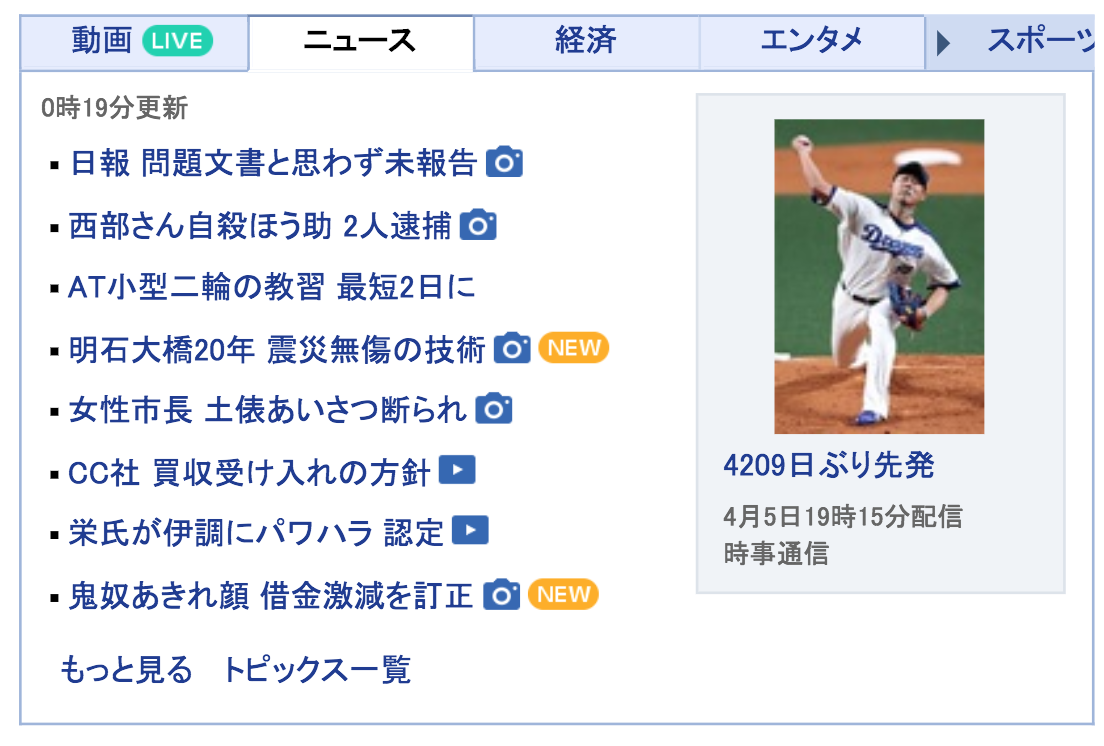 動画 LIVE ニュース 経済 エンタメ スポーツ
0時19分更新
日報 問題文書と思わず未報告
西部さん自殺ほう助 2人逮捕
AT小型二輪の教習 最短2日に
明石大橋20年 震災無傷の技術 NEW
女性市長 土俵あいさつ断られ
CC社 買収受け入れの方針
栄氏が伊調にパワハラ 認定
鬼奴あきれ顔 借金激減を訂正 NEW
もっと見る トピックス一覧
Dragons
4209日ぶり先発
4月5日19時15分配信
時事通信